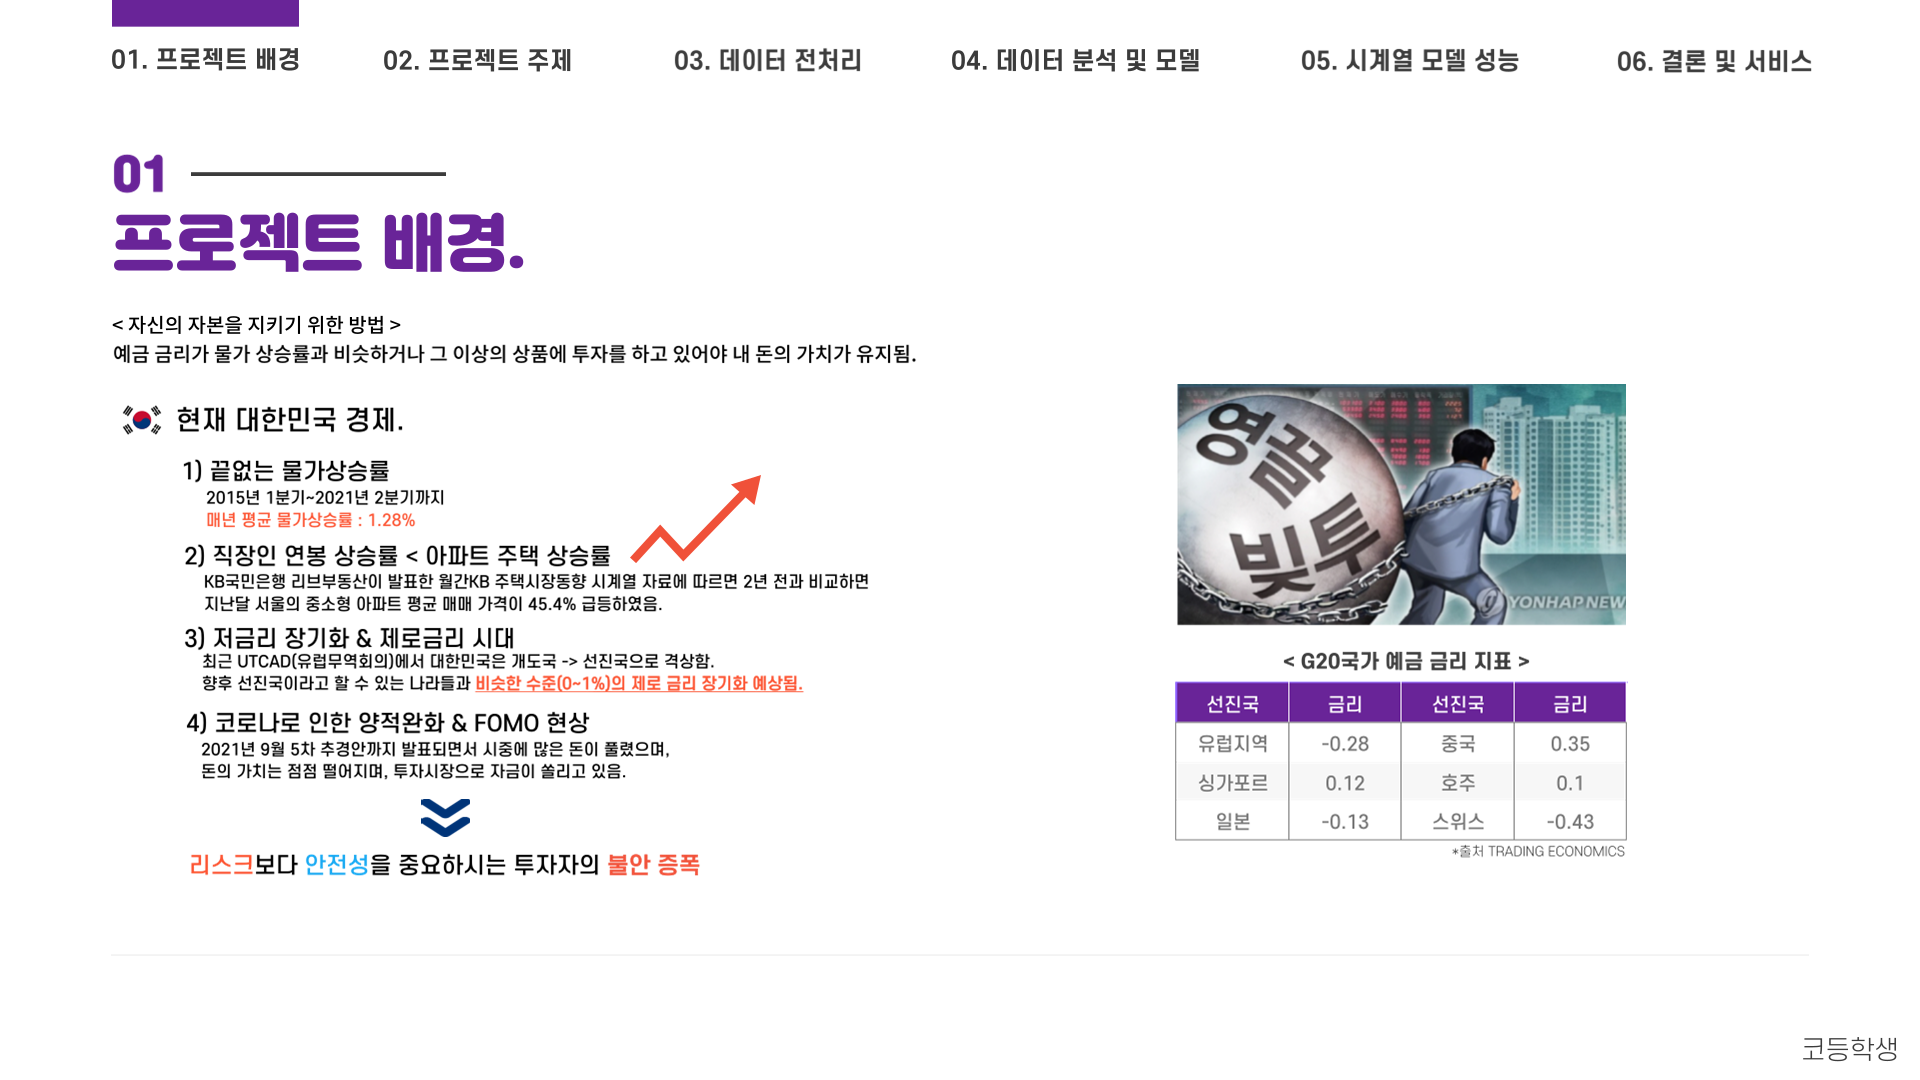 01. 프로젝트 배경
02. 프로젝트 주제
03. 데이터 전처리
04. 데이터 분석 및 모델
05. 시계열 모델 성능
06. 결론 및 서비스
01
프로젝트 배경.
< 자신의 자본을 지키기 위한 방법 >
예금 금리가 물가 상승률과 비슷하거나 그 이상의 상품에 투자를 하고 있어야 내 돈의 가치가 유지됨.
현재 대한민국 경제.
1) 끝없는 물가상승률
2015년 1분기~2021년 2분기까지
매년 평균 물가상승률 : 1.28%
2) 직장인 연봉 상승률 < 아파트 주택 상승률
KB국민은행 리브부동산이 발표한 월간KB 주택시장동향 시계열 자료에 따르면 2년 전과 비교하면
지난달 서울의 중소형 아파트 평균 매매 가격이 45.4% 급등하였음.
3) 저금리 장기화 & 제로금리 시대
최근 UTCAD(유럽무역회의)에서 대한민국은 개도국 -> 선진국으로 격상함.
향후 선진국이라고 할 수 있는 나라들과 비슷한 수준(0~1%)의 제로 금리 장기화 예상됨.
4) 코로나로 인한 양적완화 & FOMO 현상
2021년 9월 5차 추경안까지 발표되면서 시중에 많은 돈이 풀렸으며,
돈의 가치는 점점 떨어지며, 투자시장으로 자금이 쏠리고 있음.
리스크보다 안전성을 중요하시는 투자자의 불안 증폭
영끌
빚투
YONHAP NEW
< G20국가 예금 금리 지표 >
선진국 금리 선진국 금리
유럽지역 -0.28 중국 0.35
싱가포르 0.12 호주 0.1
일본 -0.13 스위스 -0.43
*출처 TRADING ECONOMICS
코등학생